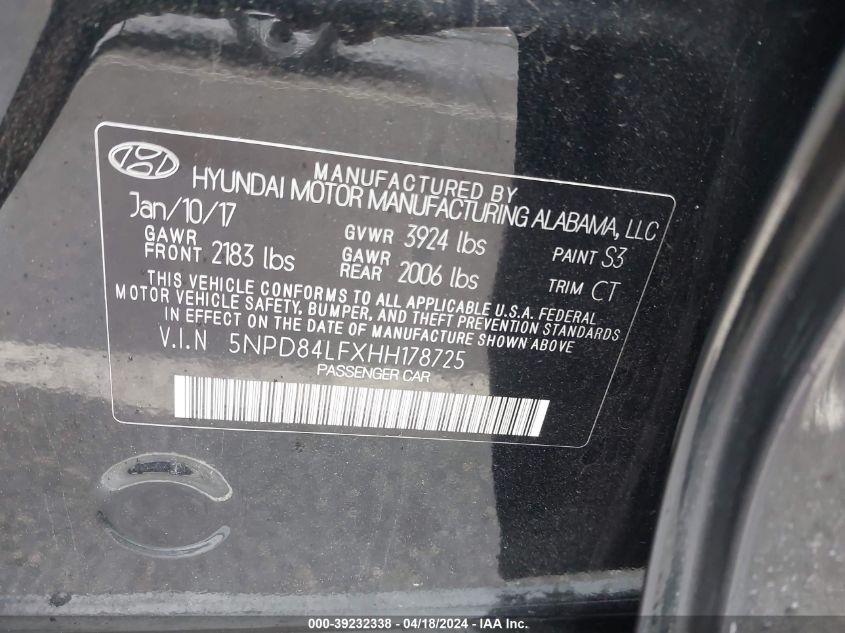 MANUFACTURED BY
HYUNDAI MOTOR MANUFACTURING ALABAMA, LLC
Jan/10/17
GVWR 3924 lbs
PAINT S3
GAWR
FRONT 2183 lbs
GAWR
REAR 2006 lbs
TRIM CT
THIS VEHICLE CONFORMS TO ALL APPLICABLE U.S.A. FEDERAL
MOTOR VEHICLE SAFETY, BUMPER, AND THEFT PREVENTION STANDARDS
IN EFFECT ON THE DATE OF MANUFACTURE SHOWN ABOVE
V.I.N 5NPD84LFXHH178725
PASSENGER CAR
000-39232338 - 04/18/2024 - IAA Inc.